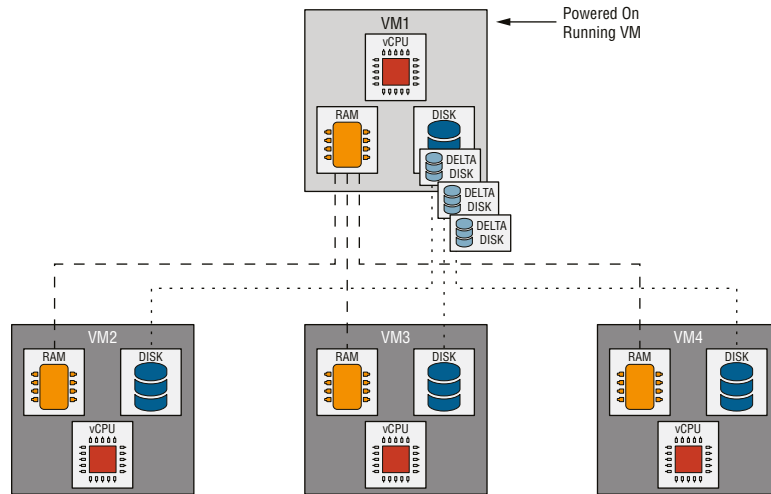 VM1
Powered On
Running VM
vCPU
RAM
DISK
DELTA
DISK
DELTA
DISK
DELTA
DISK
VM2
RAM
DISK
vCPU
VM3
RAM
DISK
vCPU
VM4
RAM
DISK
vCPU